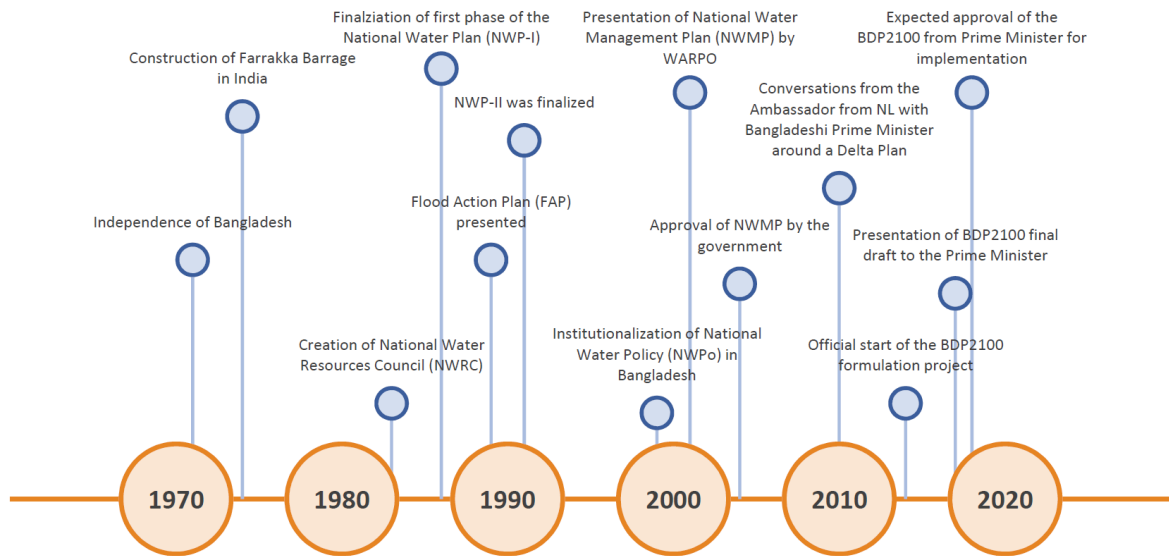 Finalziation of first phase of the
National Water Plan (NWP-I)
Presentation of National Water
Management Plan (NWMP) by
WARPO
Expected approval of the
BDP2100 from Prime Minister for
implementation
Construction of Farrakka Barrage
in India
NWP-II was finalized
Conversations from the
Ambassador from NL with
Bangladeshi Prime Minister
around a Delta Plan
Independence of Bangladesh
Flood Action Plan (FAP)
presented
Approval of NWMP by the
government
Presentation of BDP2100 final
draft to the Prime Minister
Creation of National Water
Resources Council (NWRC)
Institutionalization of National
Water Policy (NWPo) in
Bangladesh
Official start of the BDP2100
formulation project
1970
1980
1990
2000
2010
2020